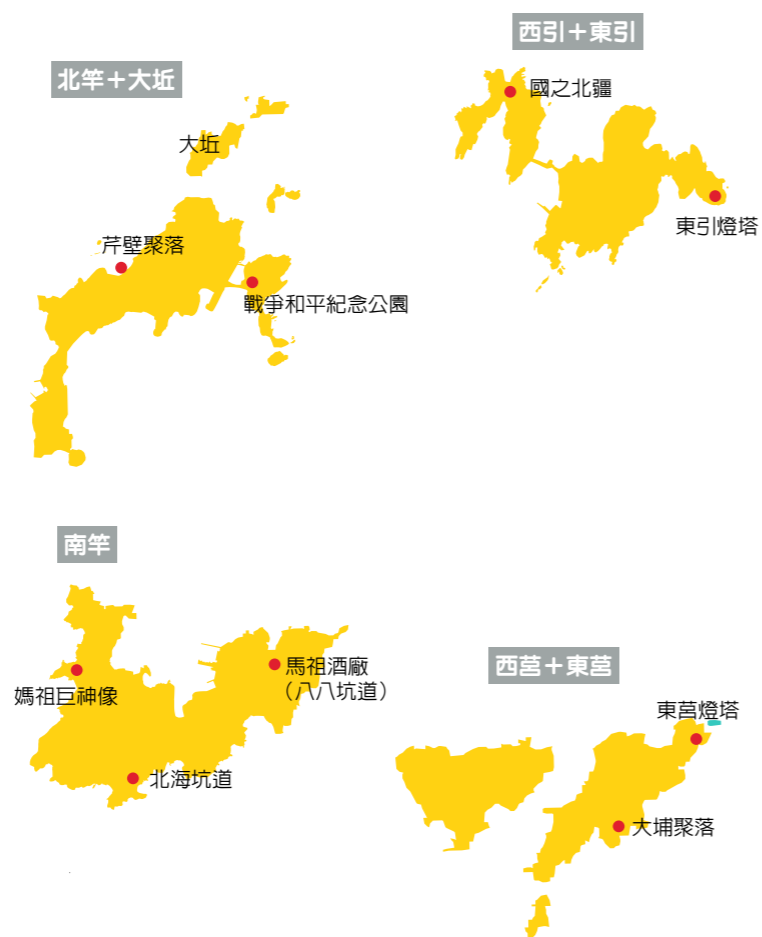 北竿＋大坵
大坵
芹壁聚落
戰爭和平紀念公園
西引＋東引
國之北疆
東引燈塔
南竿
媽祖巨神像
馬祖酒廠
（八八坑道）
北海坑道
西莒＋東莒
東莒燈塔
大埔聚落